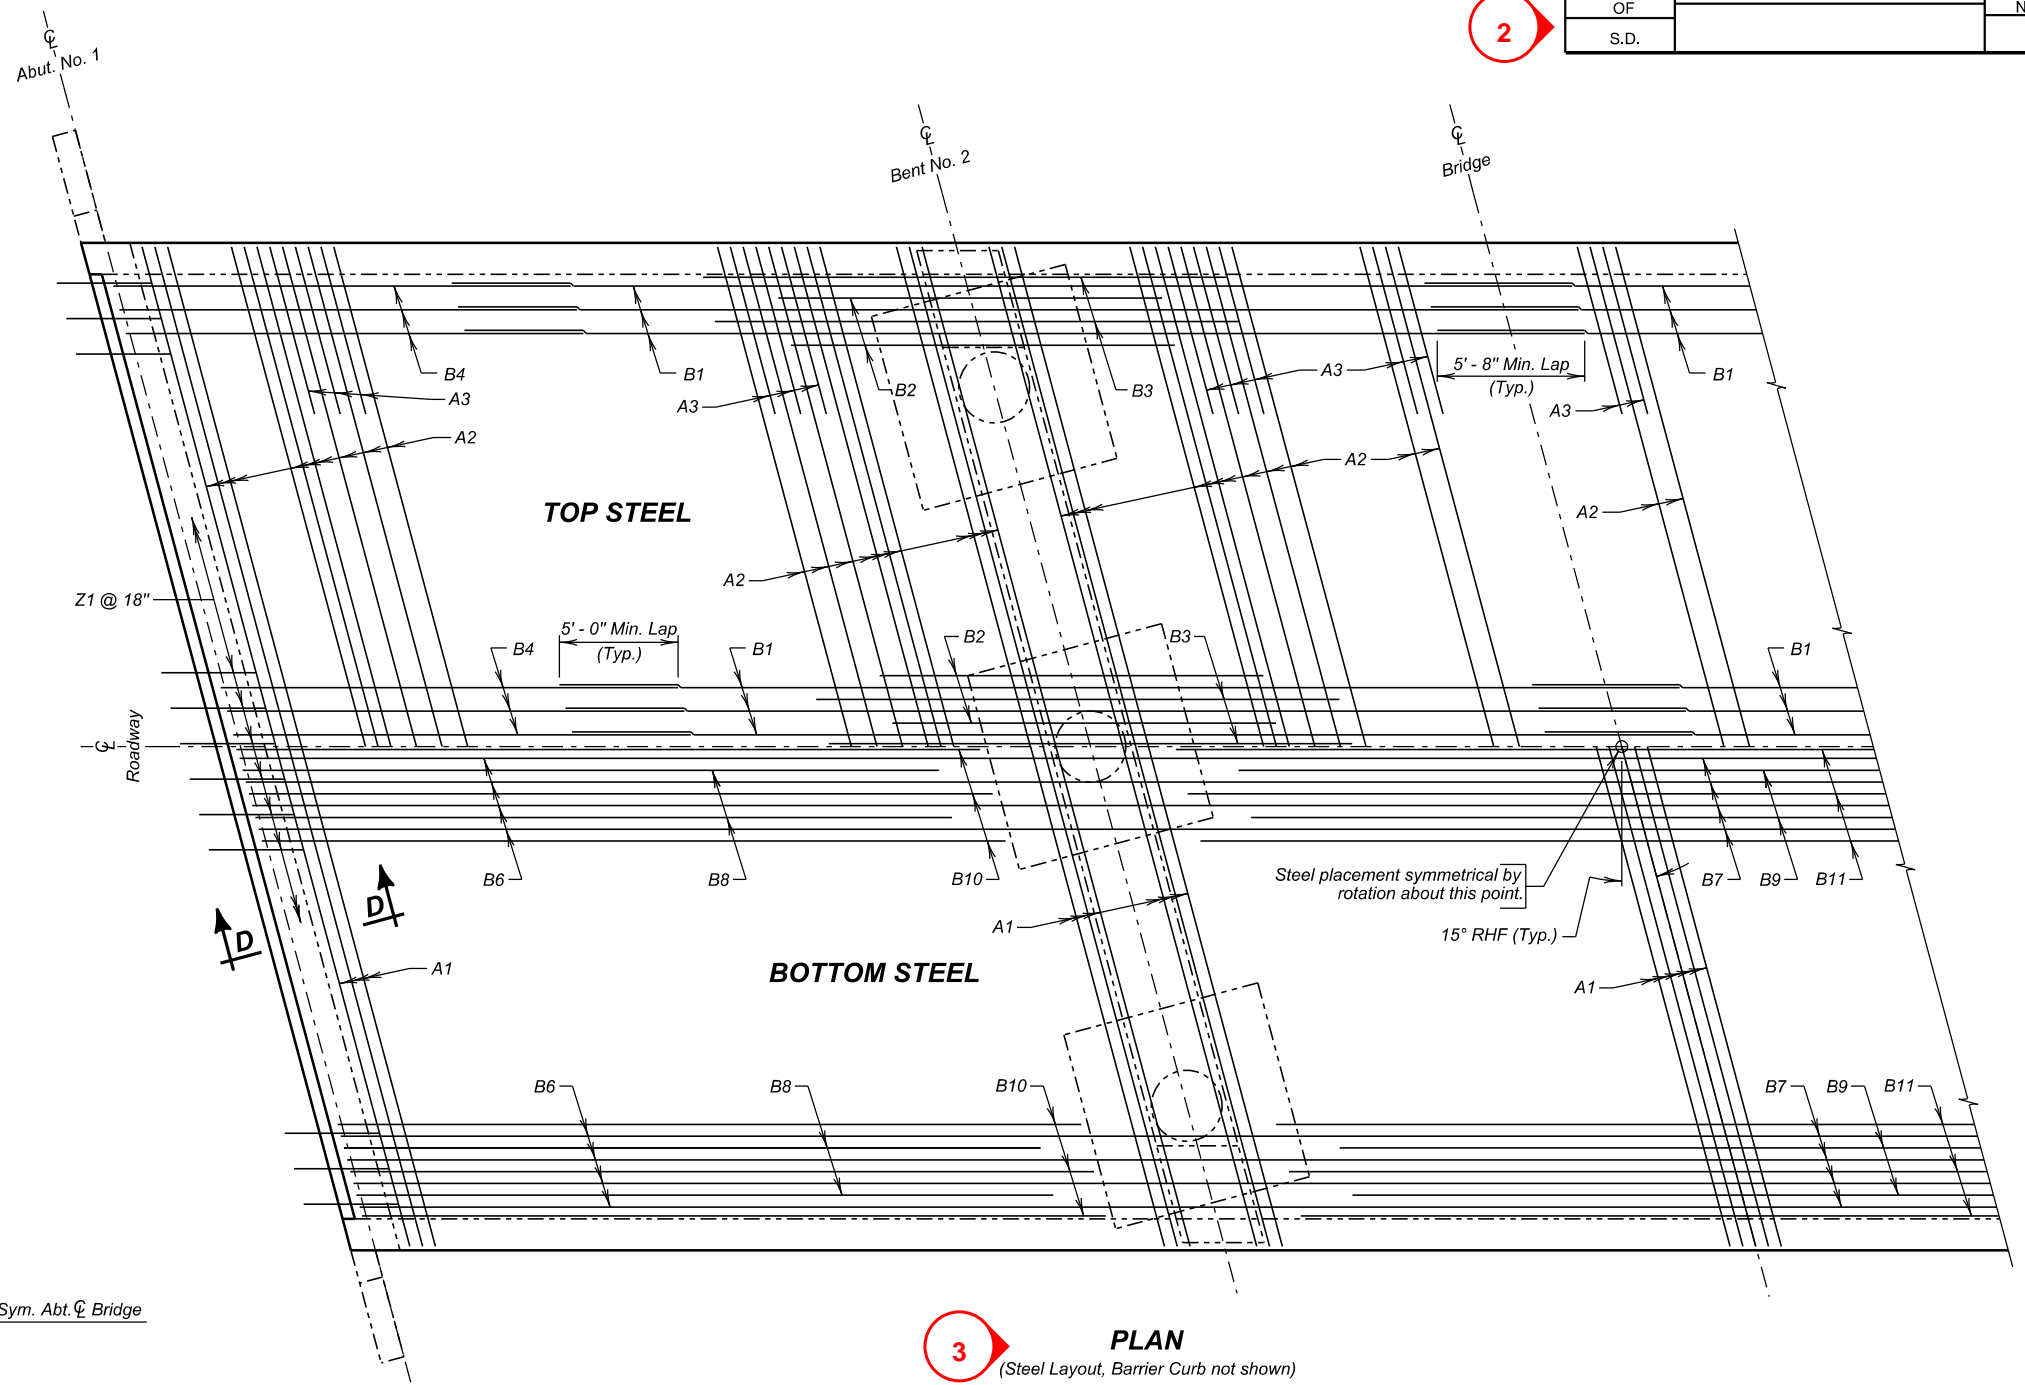 2
OF
S.D.
N
℄
Abut. No. 1
℄
Bent No. 2
℄
Bridge
B4
A3
A2
B1
A3
B2
B3
A3
5' - 8" Min. Lap
(Typ.)
B1
A3
A2
A2
TOP STEEL
A2
Z1 @ 18"
5' - 0" Min. Lap
(Typ.)
B4
B1
B2
B3
B1
℄
Roadway
B6
B8
B10
Steel placement symmetrical by
rotation about this point.
B7
B9
B11
15° RHF (Typ.)
D
D
A1
A1
A1
BOTTOM STEEL
B6
B8
B10
B7
B9
B11
Sym. Abt. ℄ Bridge
3
PLAN
(Steel Layout, Barrier Curb not shown)